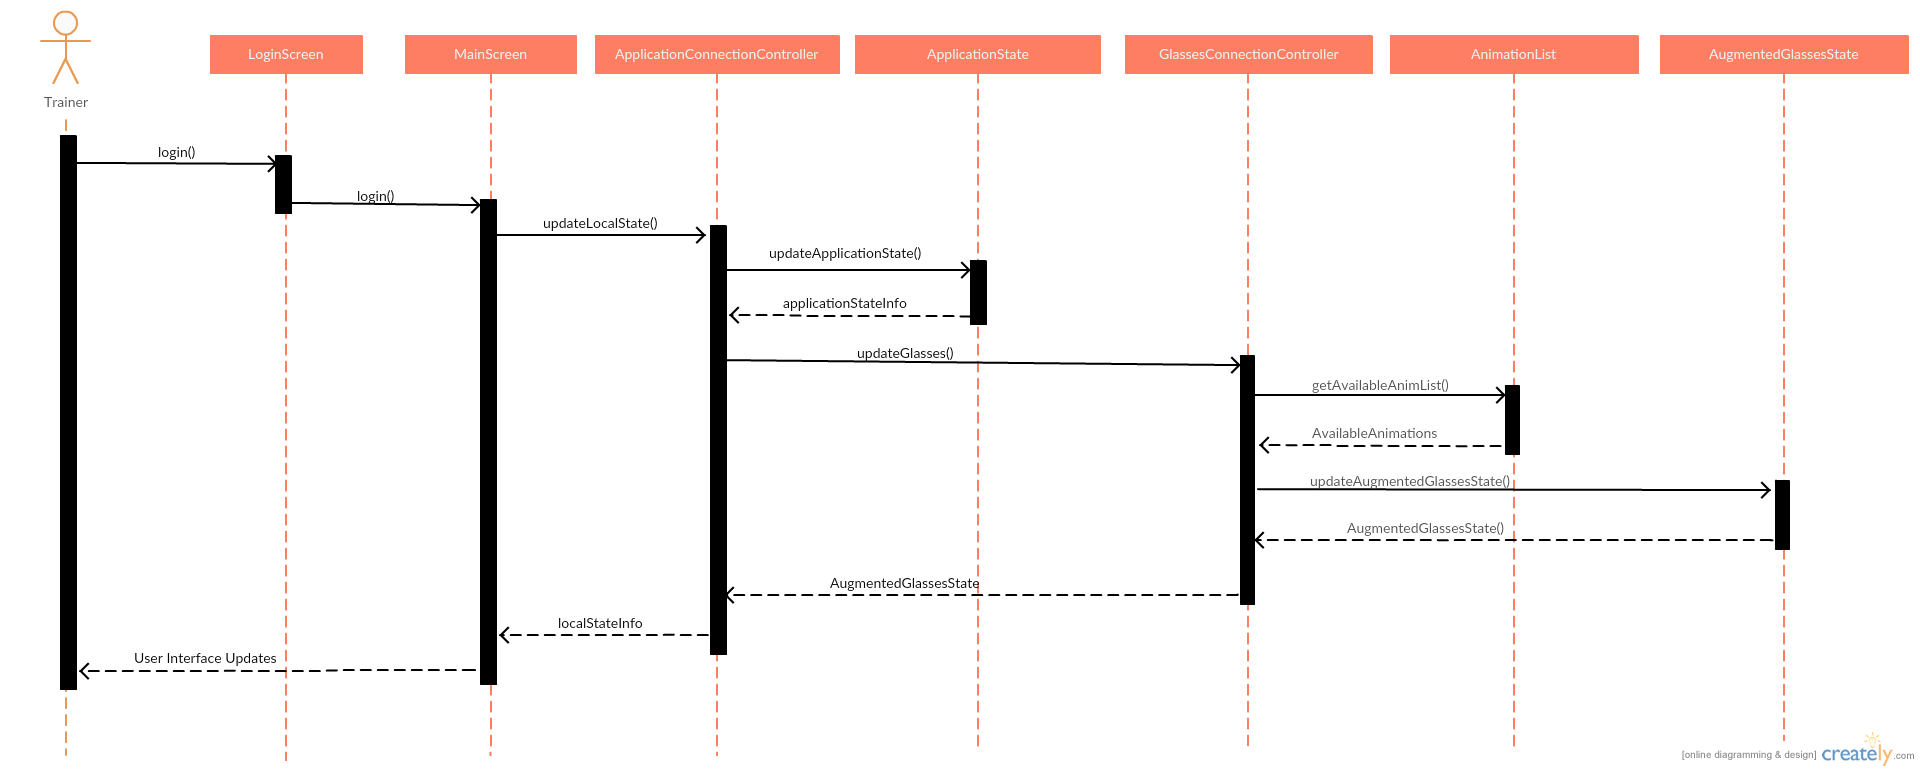 LoginScreen
MainScreen
ApplicationConnectionController
ApplicationState
GlassesConnectionController
AnimationList
AugmentedGlassesState
Trainer
login()
login()
updateLocalState()
updateApplicationState()
applicationStateInfo
updateGlasses()
getAvailableAnimList()
AvailableAnimations
updateAugmentedGlassesState()
AugmentedGlassesState()
AugmentedGlassesState
localStateInfo
User Interface Updates
[online diagramming & design] creately.com